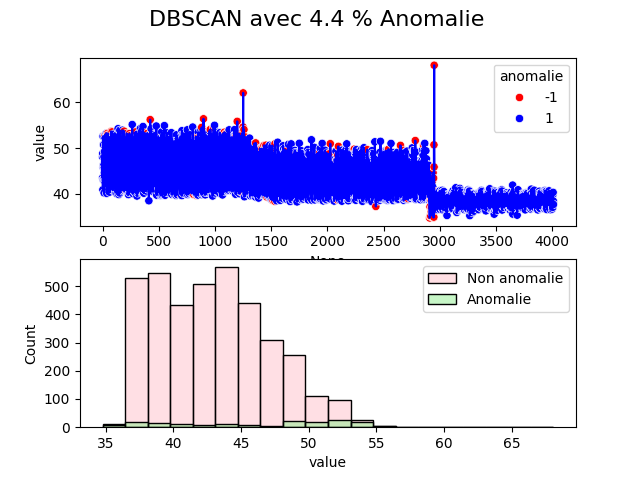 DBSCAN avec 4.4 % Anomalie
anomalie
-1
1
value
60
50
40
0 500 1000 1500 2000 2500 3000 3500 4000
None
Non anomalie
Anomalie
Count
500
400
300
200
100
0
35 40 45 50 55 60 65
value